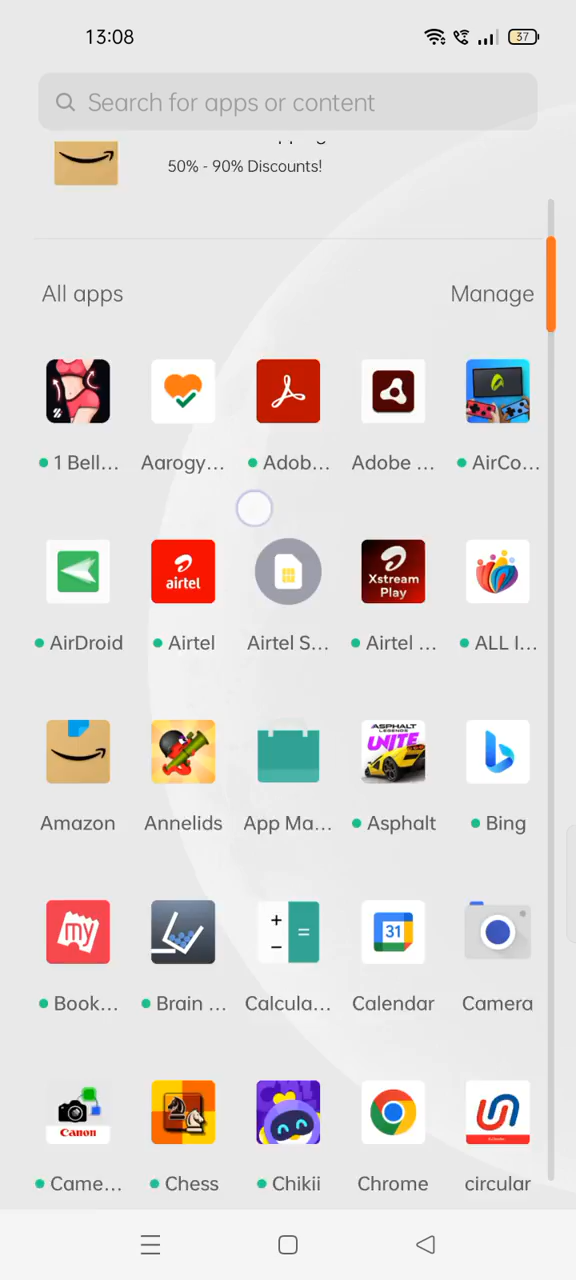 13:08
37
Search for apps or content
50% - 90% Discounts!
All apps
Manage
1 Bell...
Aarogy...
Adob...
Adobe ...
AirCo...
airtel
Xstream
Play
AirDroid
Airtel
Airtel S...
Airtel ...
ALL I...
ASPHALT
LEGENDS
UNITE
Amazon
Annelids
App Ma...
Asphalt
Bing
my
31
Book...
Brain ...
Calcula...
Calendar
Camera
Canon
Came...
Chess
Chikii
Chrome
circular